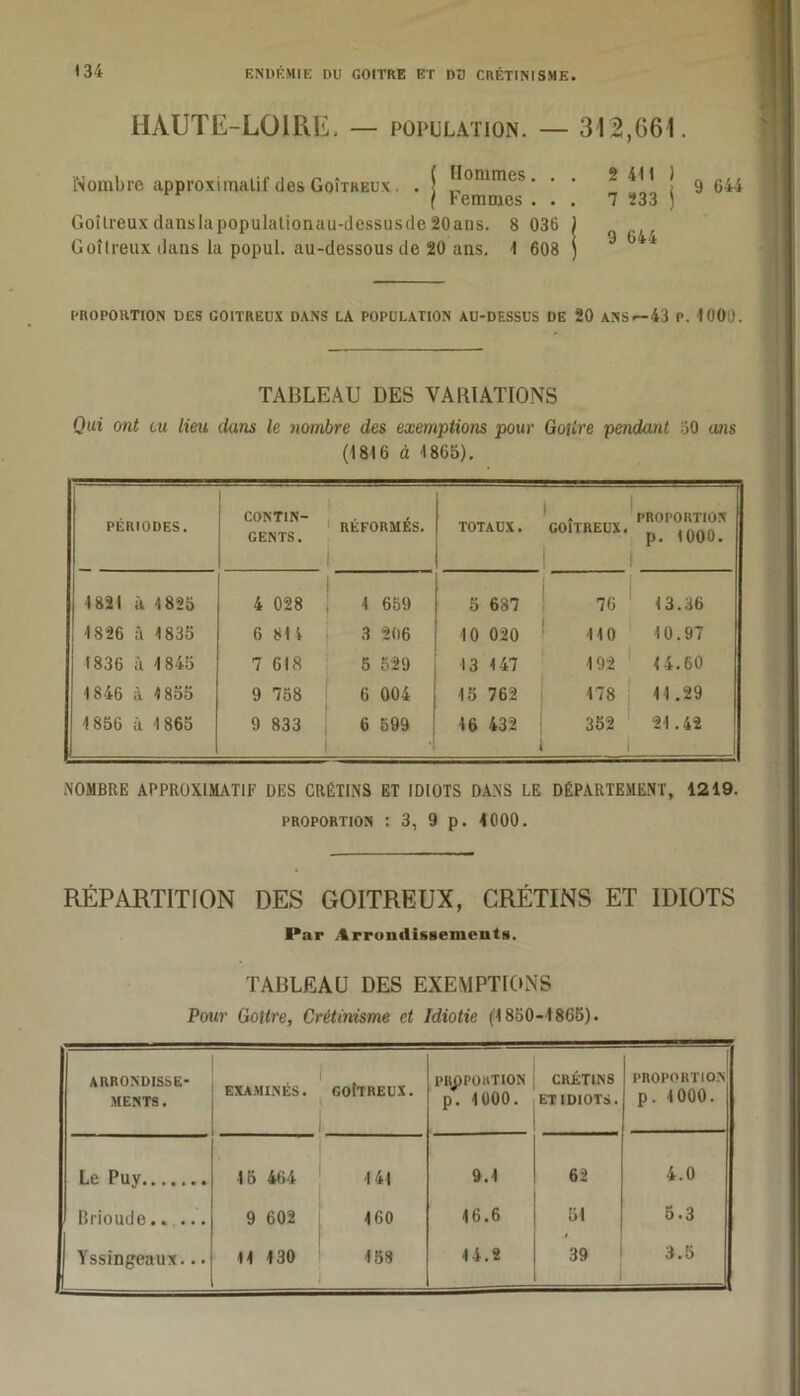 134 ENDÉMIE DU GOITRE ET DU CRÉTINISME.
HAUTE-LOIRE. — POPULATION. — 312,661.
Nombre approximatif des GOÎTREUX . { Hommes. . . 2 411 } 9 644
{ Femmes . . . 7 233 }
Goîtreux dans la population au-dessus de 20 ans. 8 036 } 9 644
Goîtreux dans la popul. au-dessous de 20 ans. 1 608 }
PROPORTION DES GOITREUX DANS LA POPULATION AU-DESSUS DE 20 ANS—43 P. 1000.
TABLEAU DES VARIATIONS
Qui ont eu lieu dans le nombre des exemptions pour Goître pendant 50 ans
(1816 à 1865).
PÉRIODES. CONTINGENTS. RÉFORMÉS. TOTAUX. GOÎTREUX. PROPORTION p. 1000.
1821 à 1825 4 028 1 659 5 687 76 13.36
1826 à 1835 6 814 3 206 10 020 110 10.97
1836 à 1845 7 618 5 529 13 147 192 14.60
1846 à 1855 9 758 6 004 15 762 178 11.29
1856 à 1865 9 833 6 599 16 432 352 21.42
NOMBRE APPROXIMATIF DES CRÉTINS ET IDIOTS DANS LE DÉPARTEMENT, 1219.
PROPORTION : 3, 9 p. 1000.
RÉPARTITION DES GOITREUX, CRÉTINS ET IDIOTS
Par Arrondissements.
TABLEAU DES EXEMPTIONS
Pour Goître, Crétinisme et Idiotie (1850-1865).
ARRONDISSEMENTS. EXAMINÉS. GOÎTREUX. PROPORTION p. 1000. CRÉTINS ET IDIOTS. PROPORTION p. 1000.
Le Puy....... 15 464 141 9.1 62 4.0
Brioude...... 9 602 160 16.6 51 5.3
Yssingeaux... 11 130 158 14.2 39 3.5